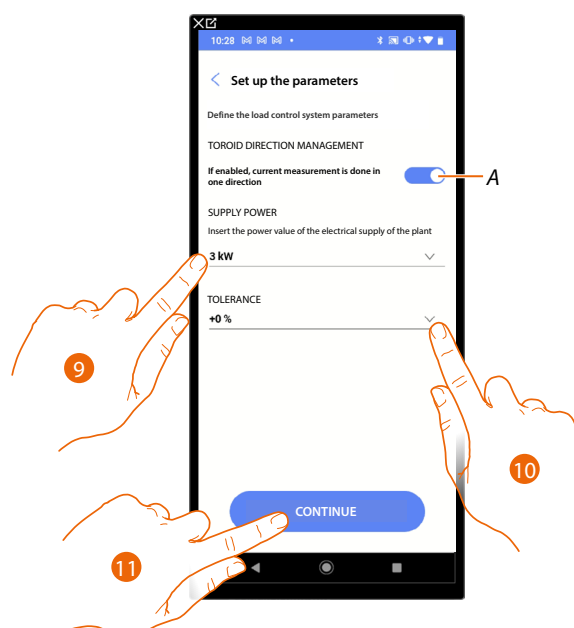 10:28
Set up the parameters
Define the load control system parameters
TOROID DIRECTION MANAGEMENT
If enabled, current measurement is done in
one direction
A
SUPPLY POWER
Insert the power value of the electrical supply of the plant
3 kW
TOLERANCE
+0 %
9
10
CONTINUE
11